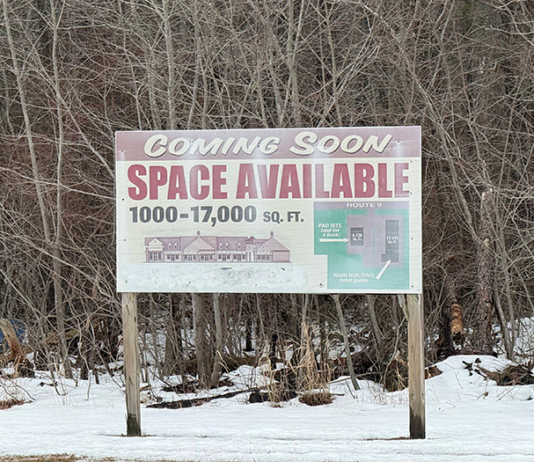 COMING SOON
SPACE AVAILABLE
1000-17,000 SQ. FT.
ROUTE 9
PAD SITE
MAIN BUILDING